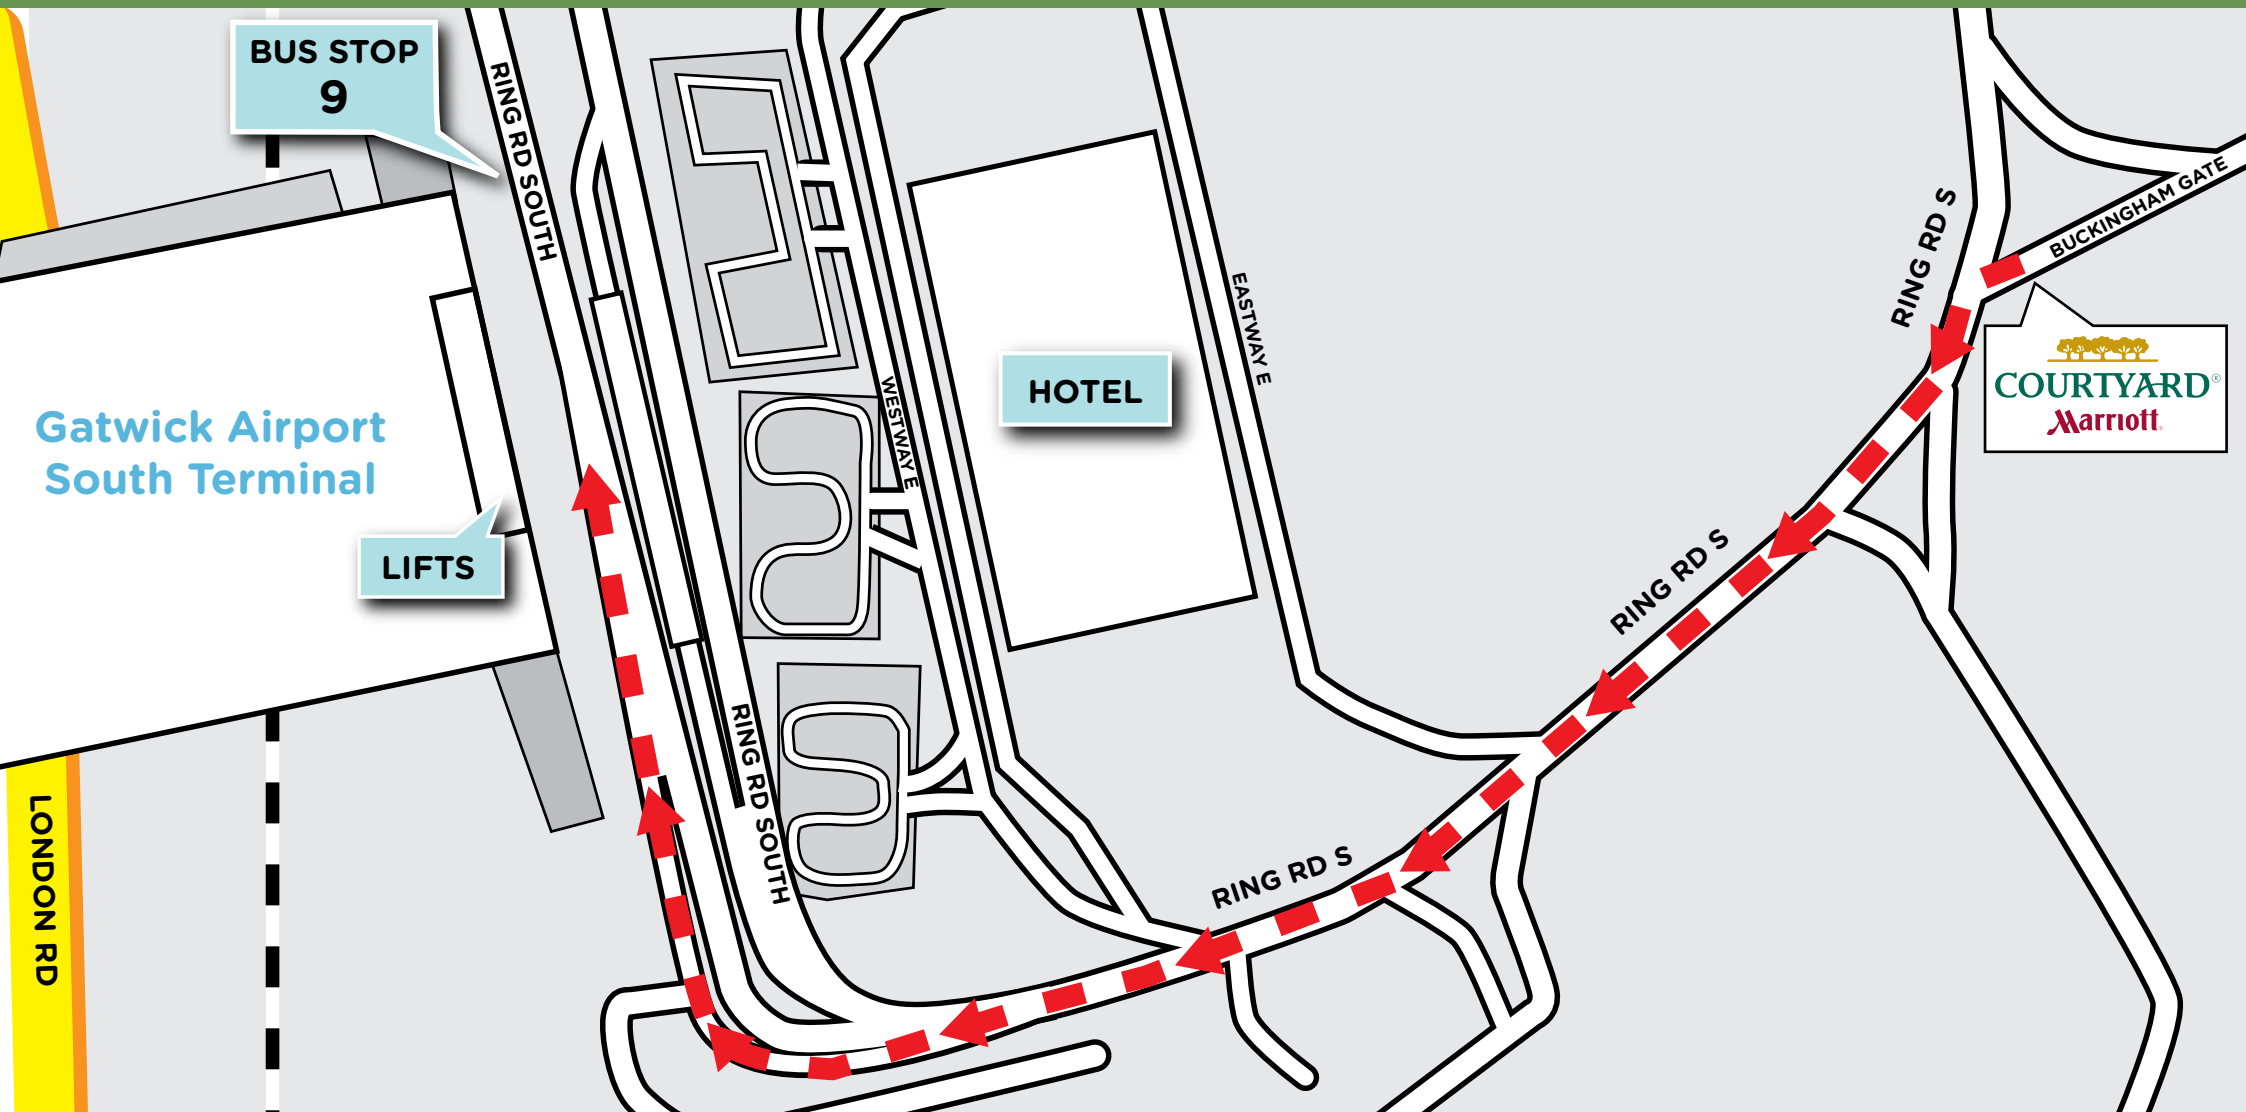 BUS STOP
9
RING RD SOUTH
Gatwick Airport
South Terminal
LIFTS
LONDON RD
RING RD SOUTH
WESTWAY E
HOTEL
EASTWAY E
RING RD S
RING RD S
RING RD S
BUCKINGHAM GATE
COURTYARD®
Marriott.